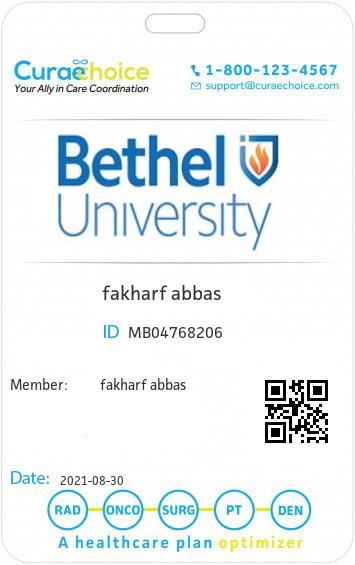 Curaechoice
Your Ally in Care Coordination
1-800-123-4567
support@curaechoice.com
Bethel
University
fakharf abbas
ID MB04768206
Member: fakharf abbas
Date: 2021-08-30
RAD ONCO SURG PT DEN
A healthcare plan optimizer